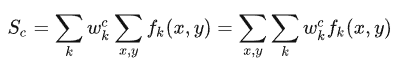 $S_c = \sum_k w_k^c \sum_{x,y} f_k(x, y) = \sum_{x,y} \sum_k w_k^c f_k(x, y)$